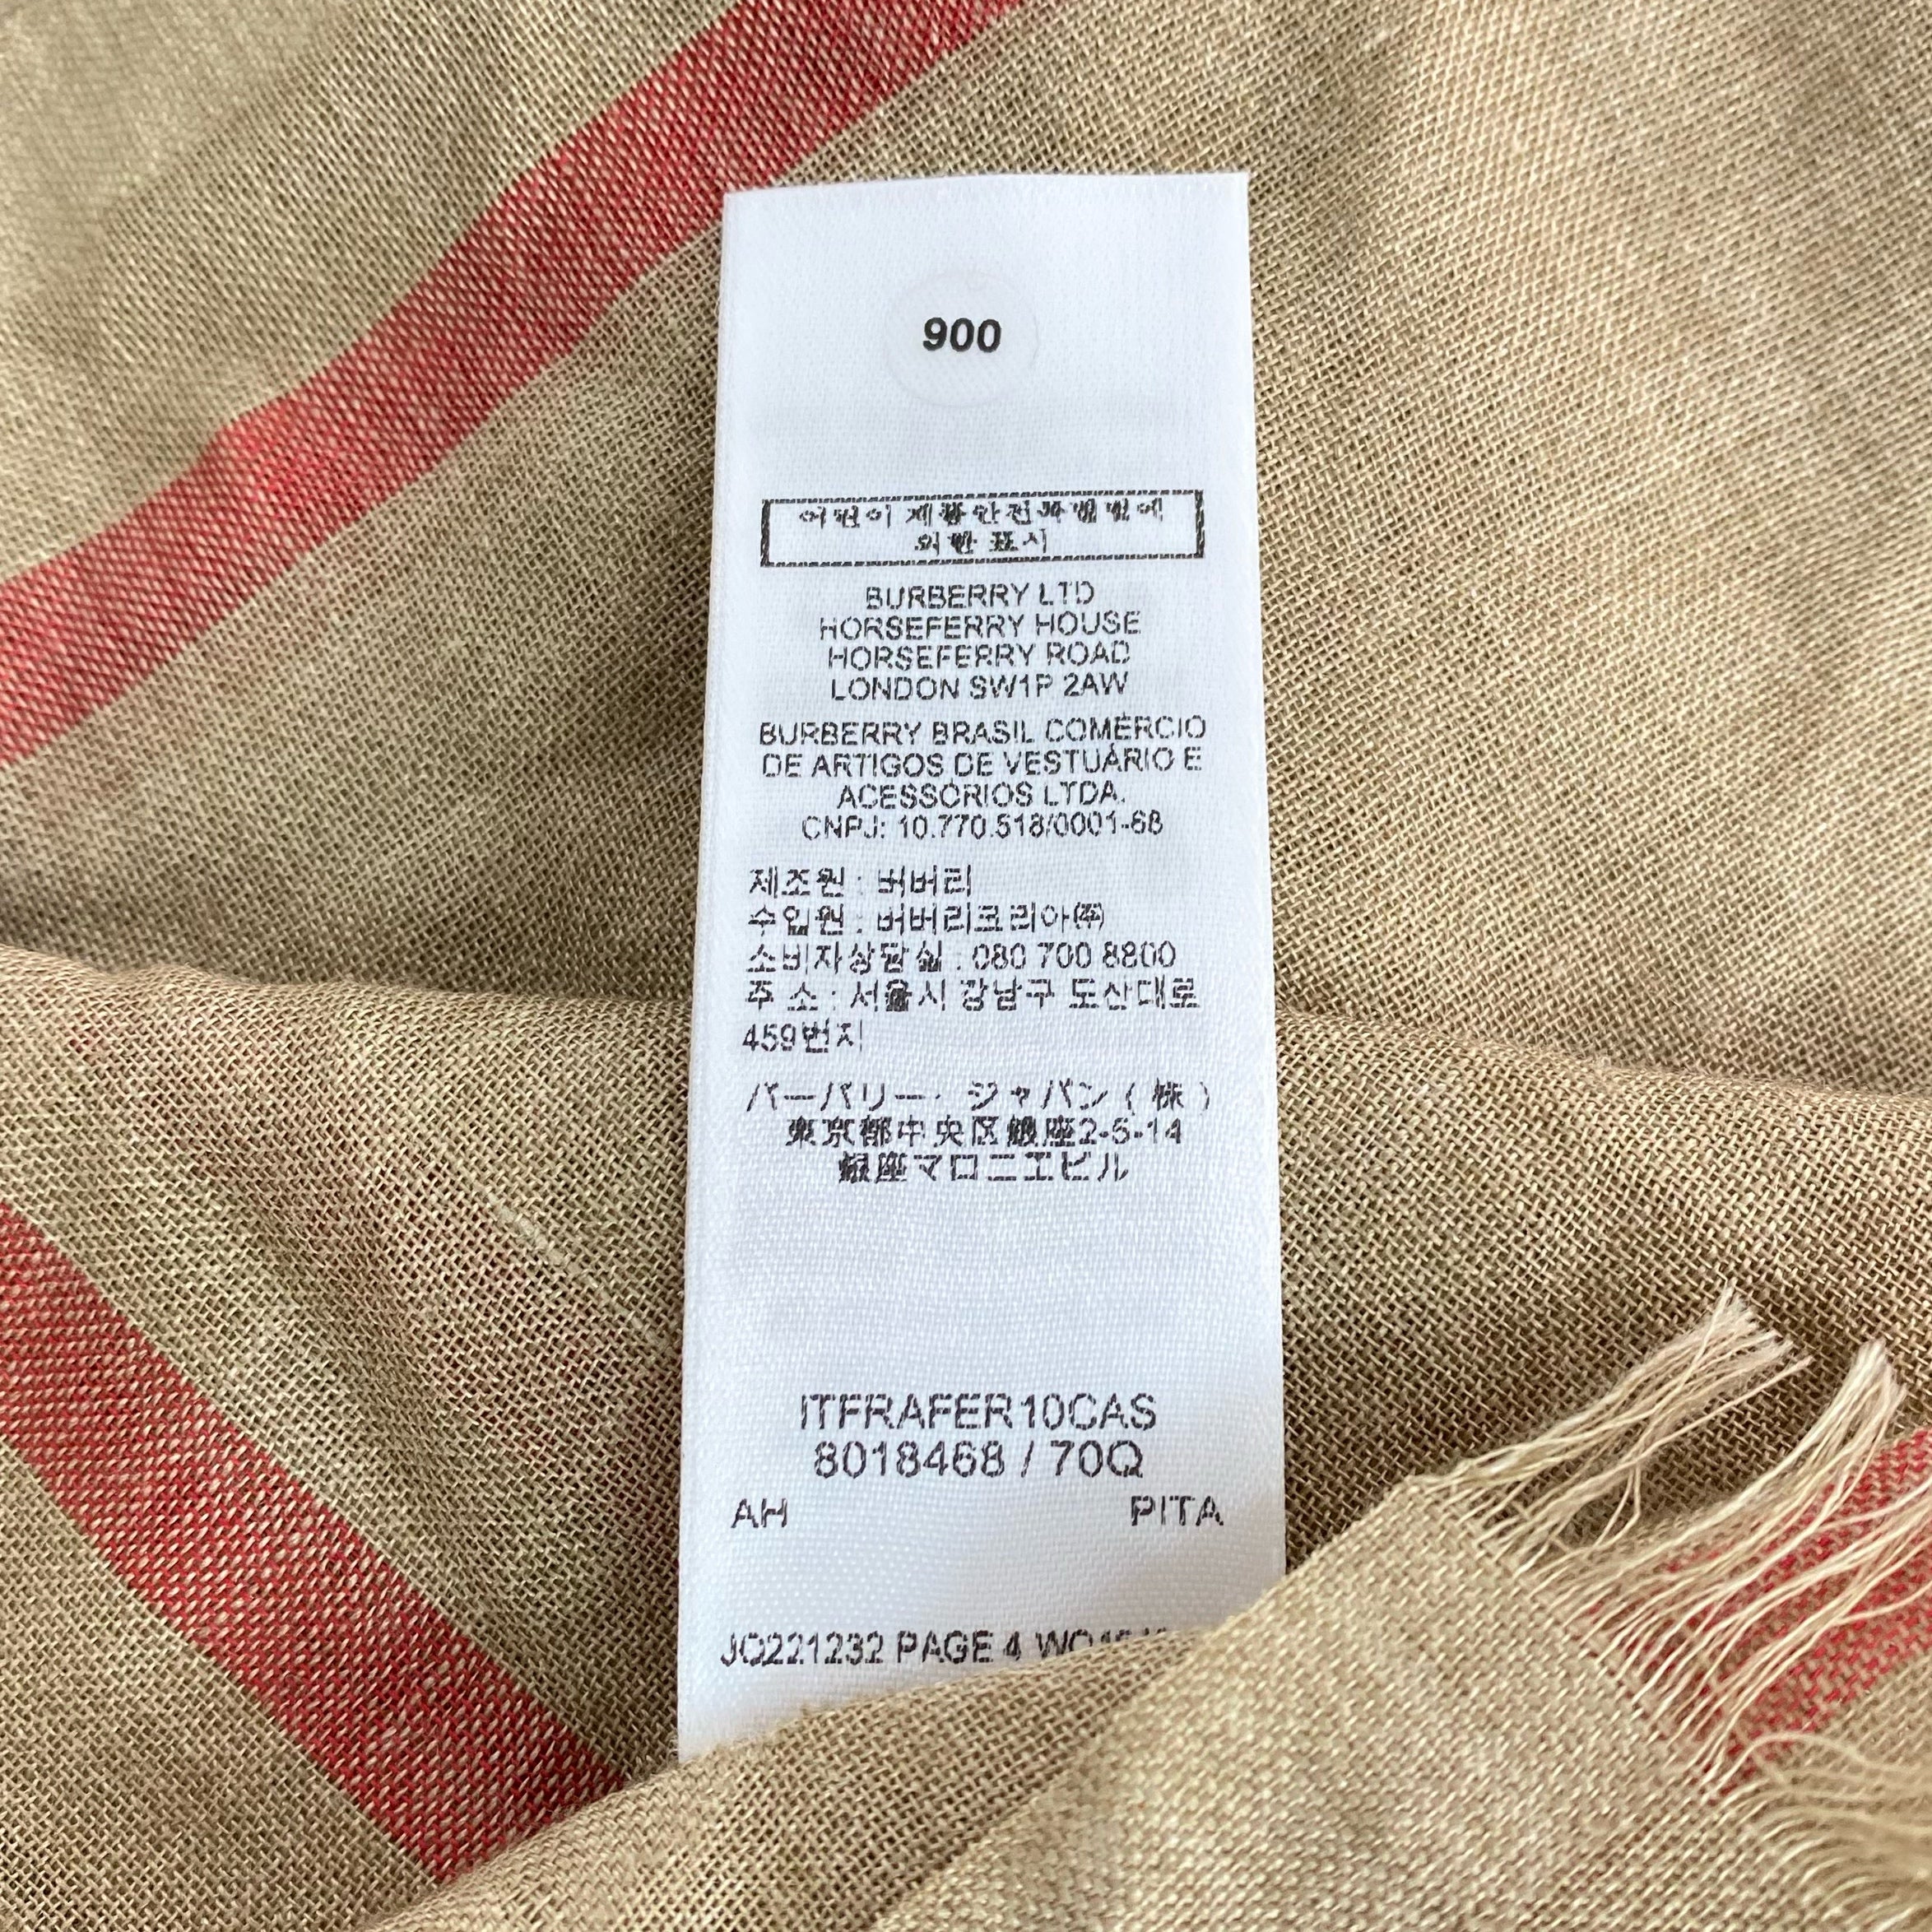 900
어린이 제품안전특별법에
의한 표시
BURBERRY LTD
HORSEFERRY HOUSE
HORSEFERRY ROAD
LONDON SW1P 2AW
BURBERRY BRASIL COMÉRCIO
DE ARTIGOS DE VESTUÁRIO E
ACESSÓRIOS LTDA.
CNPJ: 10.770.518/0001-68
제조원 : 버버리
수입원 : 버버리코리아㈜
소비자상담실 : 080 700 8800
주 소 : 서울시 강남구 도산대로
459번지
バーバリー・ジャパン ( 株 )
東京都中央区銀座2-5-14
銀座マロニエビル
ITFRAFER10CAS
8018468 / 70Q
AH PITA
JO221232 PAGE 4